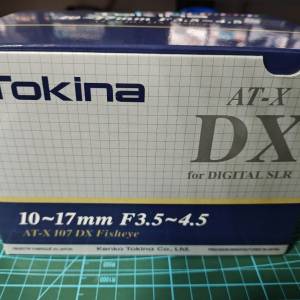 Tokina
AT-X
DX
for DIGITAL SLR
10~17mm F3.5~4.5
AT-X 107 DX Fisheye
Kenko Tokina Co., Ltd.